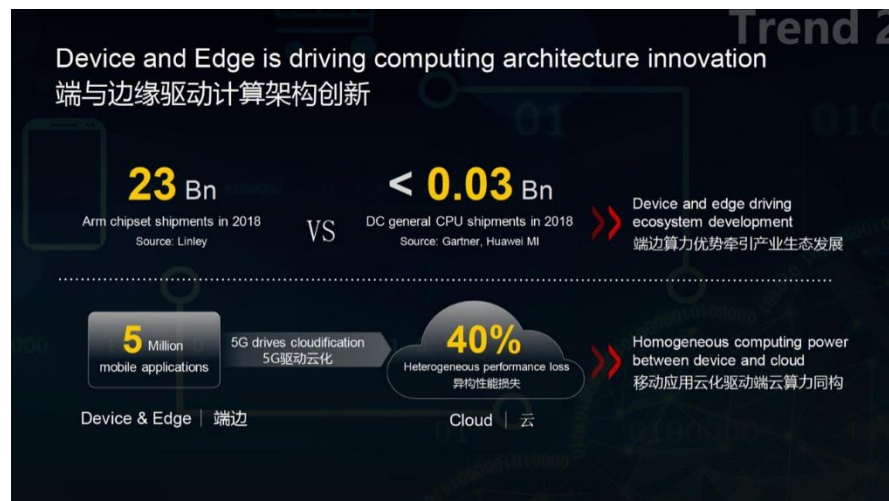 Trend 2
Device and Edge is driving computing architecture innovation
端与边缘驱动计算架构创新
23 Bn
Arm chipset shipments in 2018
Source: Linley
VS
< 0.03 Bn
DC general CPU shipments in 2018
Source: Gartner, Huawei MI
Device and edge driving
ecosystem development
端边算力优势牵引产业生态发展
5 Million
mobile applications
5G drives cloudification
5G驱动云化
40%
Heterogeneous performance loss
异构性能损失
Homogeneous computing power
between device and cloud
移动应用云化驱动端云算力同构
Device & Edge | 端边
Cloud | 云